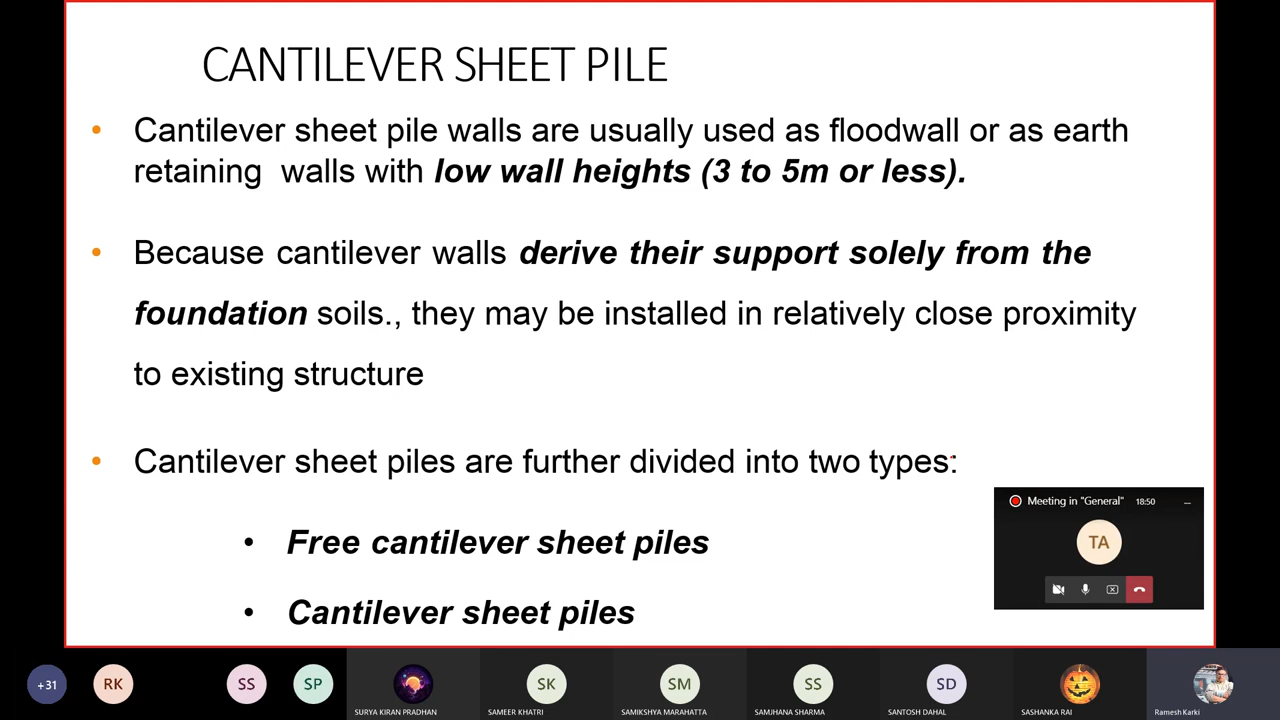 CANTILEVER SHEET PILE
• Cantilever sheet pile walls are usually used as floodwall or as earth
retaining walls with low wall heights (3 to 5m or less).
• Because cantilever walls derive their support solely from the
foundation soils., they may be installed in relatively close proximity
to existing structure
• Cantilever sheet piles are further divided into two types:
• Free cantilever sheet piles
• Cantilever sheet piles
Meeting in "General" 18:50
TA
+31 RK SS SP SK SM SS SD
SURYA KIRAN PRADHAN SAMEER KHATRI SAMIKSHYA MARAHATTA SAMJHANA SHARMA SANTOSH DAHAL SASHANKA RAI Ramesh Karki